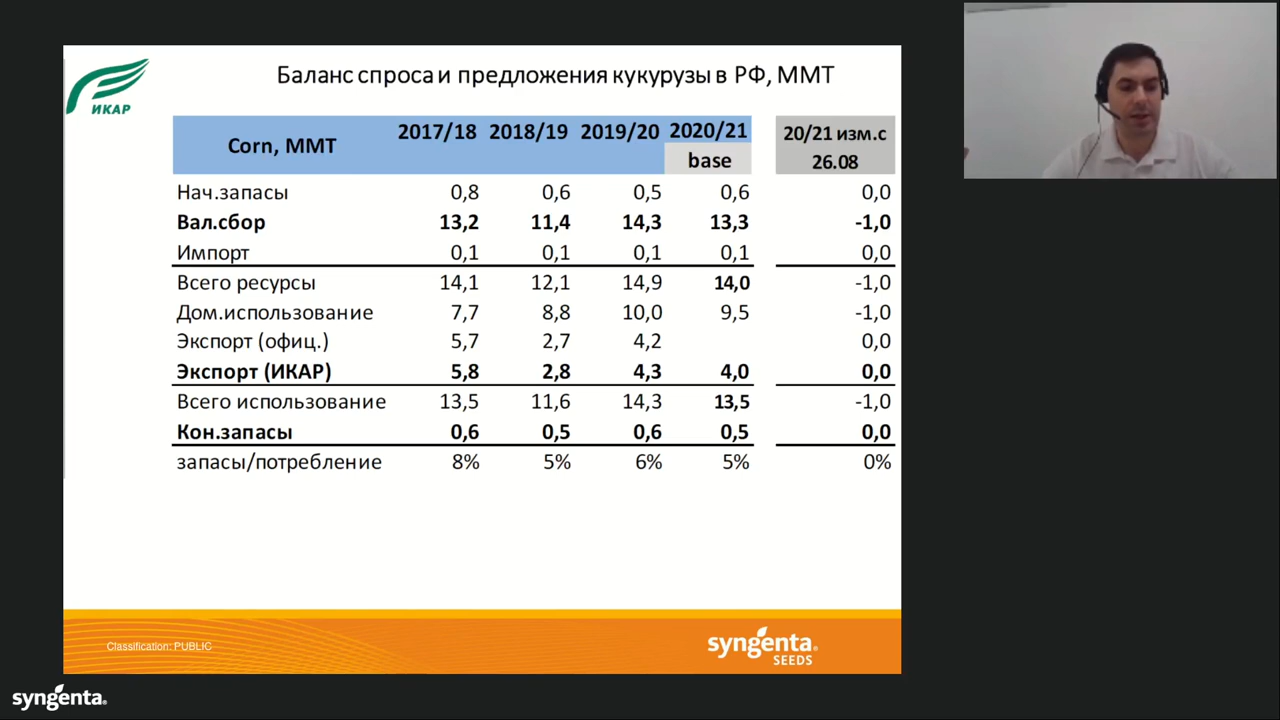 ИКАР
Баланс спроса и предложения кукурузы в РФ, ММТ
Corn, ММТ 2017/18 2018/19 2019/20 2020/21 base 20/21 изм.с 26.08
Нач.запасы 0,8 0,6 0,5 0,6 0,0
Вал.сбор 13,2 11,4 14,3 13,3 -1,0
Импорт 0,1 0,1 0,1 0,1 0,0
Всего ресурсы 14,1 12,1 14,9 14,0 -1,0
Дом.использование 7,7 8,8 10,0 9,5 -1,0
Экспорт (офиц.) 5,7 2,7 4,2 0,0
Экспорт (ИКАР) 5,8 2,8 4,3 4,0 0,0
Всего использование 13,5 11,6 14,3 13,5 -1,0
Кон.запасы 0,6 0,5 0,6 0,5 0,0
запасы/потребление 8% 5% 6% 5% 0%
Classification: PUBLIC
syngenta®
SEEDS
syngenta®